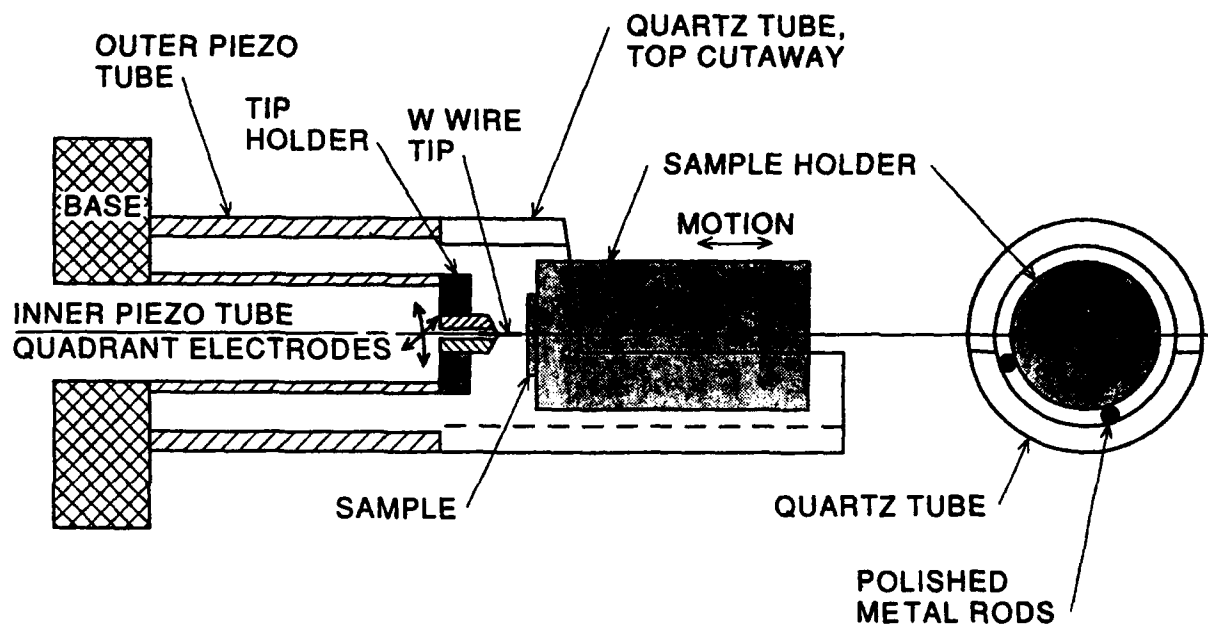 OUTER PIEZO
TUBE
QUARTZ TUBE,
TOP CUTAWAY
TIP
HOLDER
W WIRE
TIP
SAMPLE HOLDER
BASE
MOTION
INNER PIEZO TUBE
QUADRANT ELECTRODES
SAMPLE
QUARTZ TUBE
POLISHED
METAL RODS